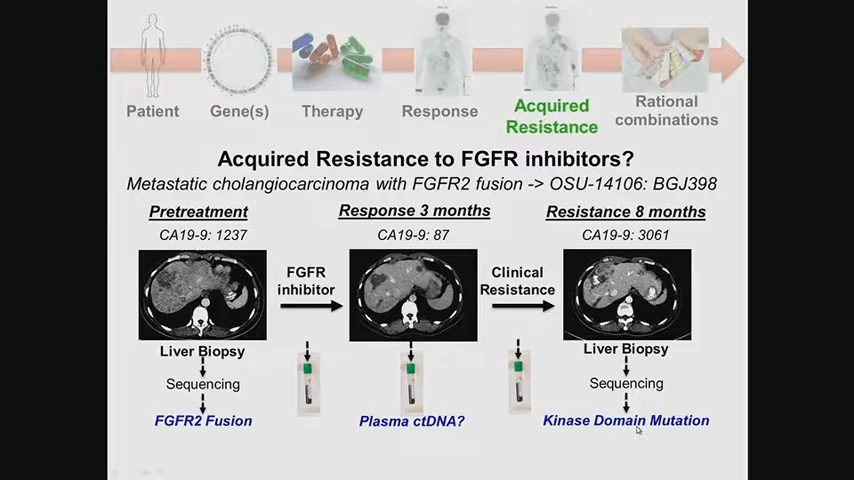 Patient
Gene(s)
Therapy
Response
Acquired
Resistance
Rational
combinations
Acquired Resistance to FGFR inhibitors?
Metastatic cholangiocarcinoma with FGFR2 fusion -> OSU-14106: BGJ398
Pretreatment
Response 3 months
Resistance 8 months
CA19-9: 1237
CA19-9: 87
CA19-9: 3061
FGFR
inhibitor
Clinical
Resistance
Liver Biopsy
Liver Biopsy
Sequencing
Sequencing
FGFR2 Fusion
Plasma ctDNA?
Kinase Domain Mutation